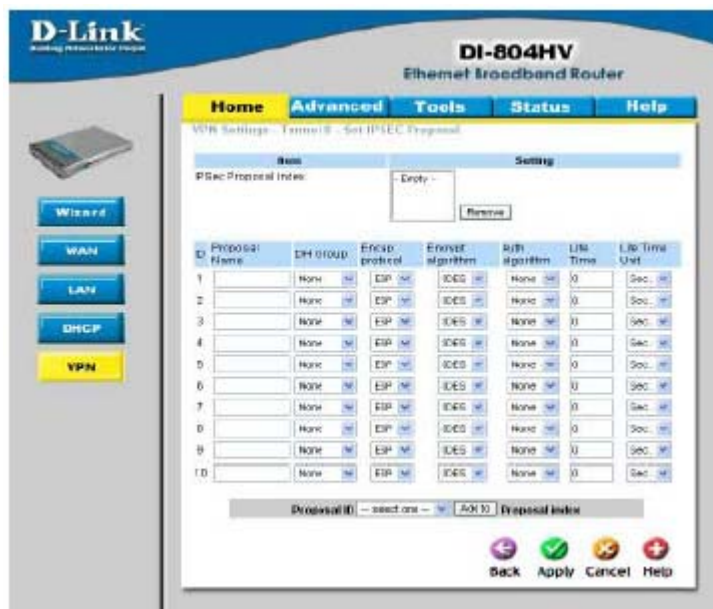 D-Link
Building Networks for People
DI-804HV
Ethernet Broadband Router
Home Advanced Tools Status Help
VPN Settings - Tunnel - Set IPSEC Proposal
Item Setting
IPSec Proposal Index - Empty -
Remove
Wizard
WAN
LAN
DHCP
VPN
ID Proposal Name DH Group Encap protocol Encrypt algorithm Auth algorithm Life Time Life Time Unit
1 None ESP 3DES None 0 Sec.
2 None ESP 3DES None 0 Sec.
3 None ESP 3DES None 0 Sec.
4 None ESP 3DES None 0 Sec.
5 None ESP 3DES None 0 Sec.
6 None ESP 3DES None 0 Sec.
7 None ESP 3DES None 0 Sec.
8 None ESP 3DES None 0 Sec.
9 None ESP 3DES None 0 Sec.
10 None ESP 3DES None 0 Sec.
Proposal ID -- select one -- Add to Proposal index
Back Apply Cancel Help